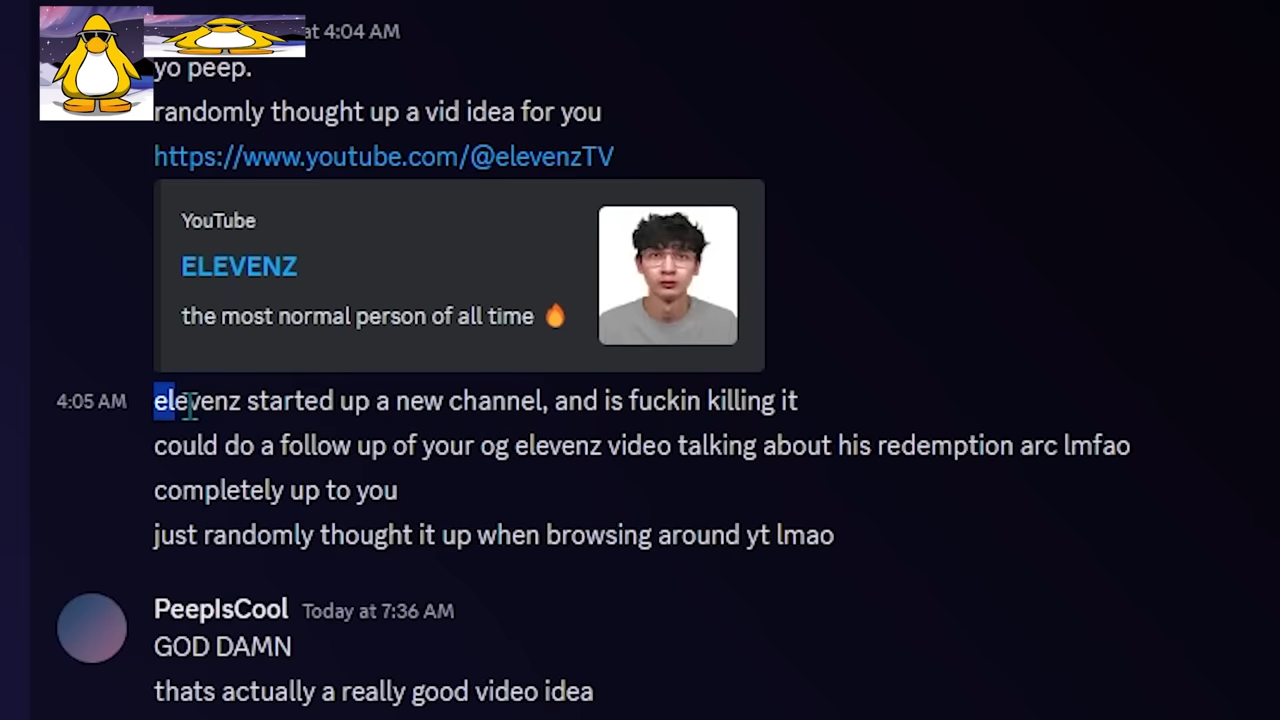 at 4:04 AM
yo peep.
randomly thought up a vid idea for you
https://www.youtube.com/@elevenzTV
YouTube
ELEVENZ
the most normal person of all time 🔥
4:05 AM elevenz started up a new channel, and is fuckin killing it
could do a follow up of your og elevenz video talking about his redemption arc lmfao
completely up to you
just randomly thought it up when browsing around yt lmao
PeepIsCool Today at 7:36 AM
GOD DAMN
thats actually a really good video idea